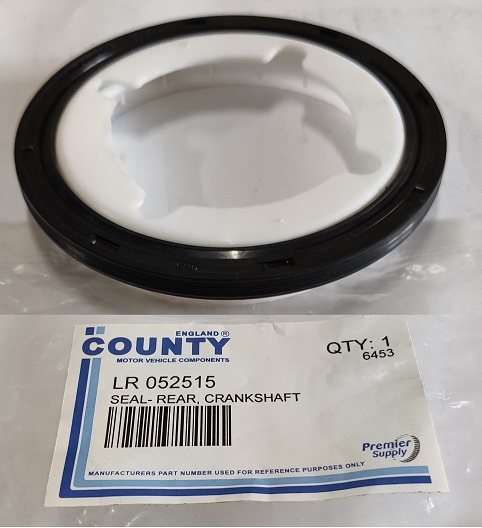 ENGLAND®
COUNTY
MOTOR VEHICLE COMPONENTS
QTY: 1
6453
LR 052515
SEAL- REAR, CRANKSHAFT
Premier
Supply
MANUFACTURERS PART NUMBER USED FOR REFERENCE PURPOSES ONLY